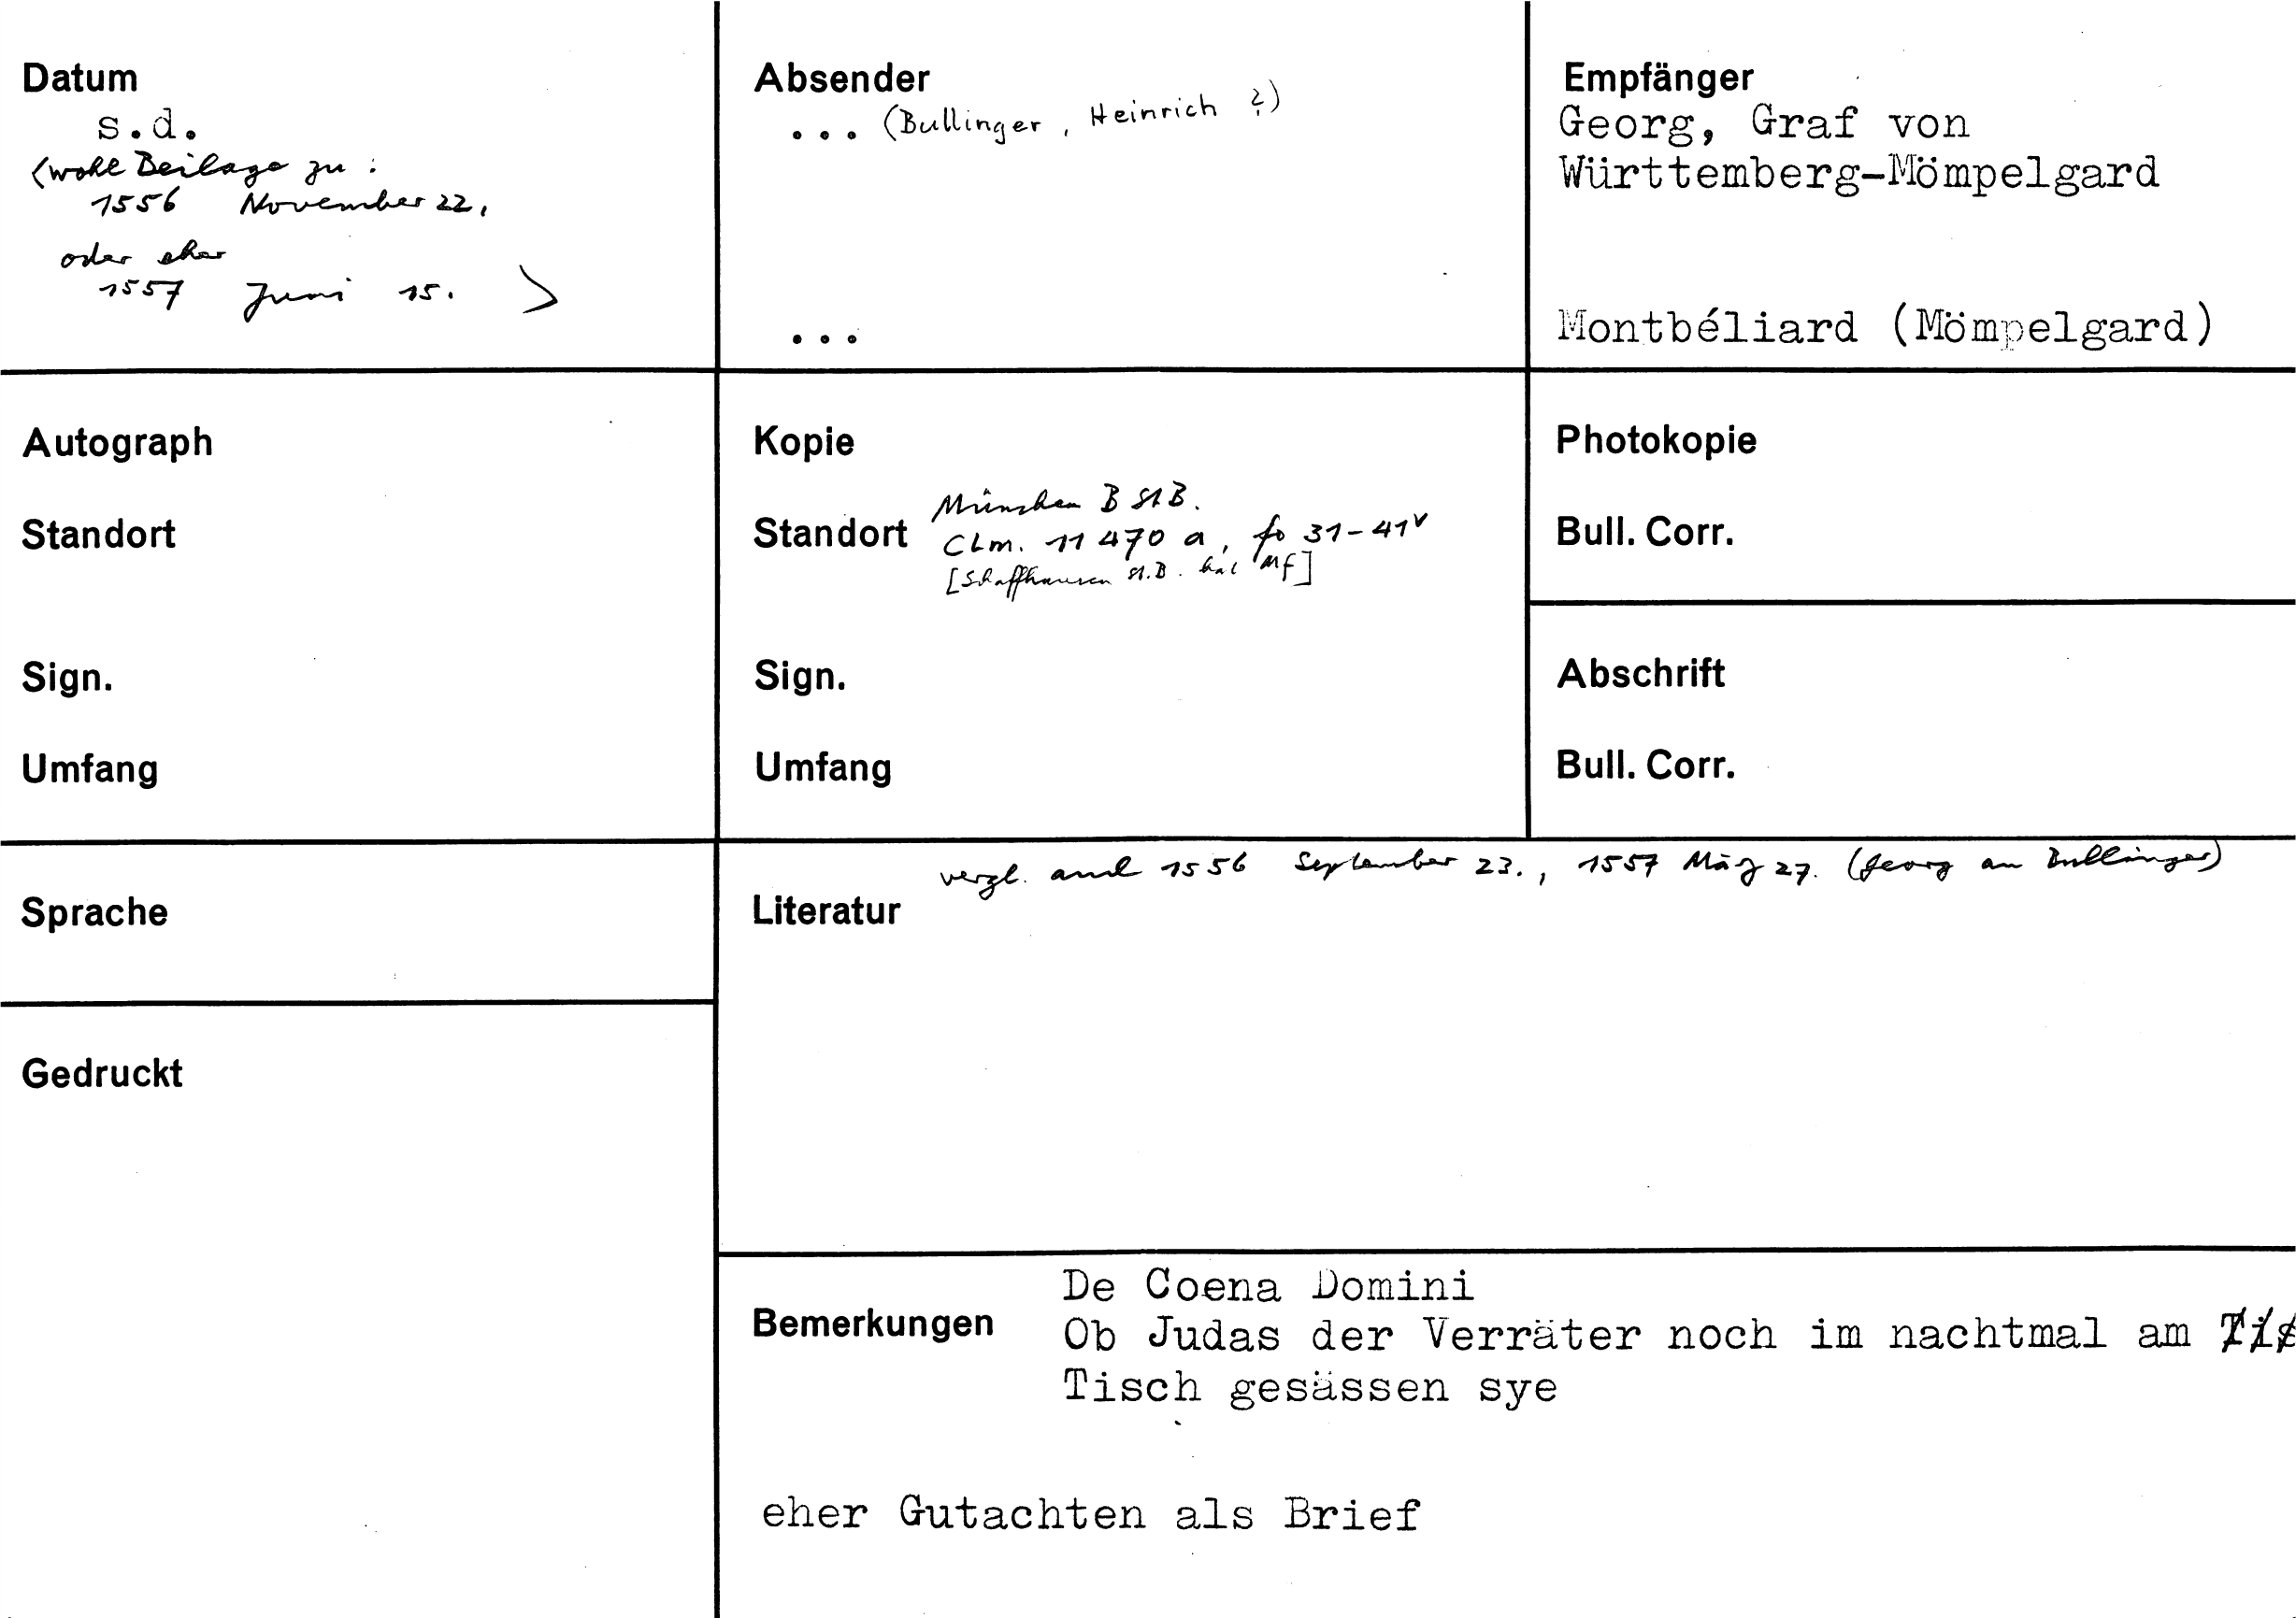 Datum
s.d.
(wohl Beilage zu :
1556 November 22,
oder eher
1557 Juni 15. >
Absender
... (Bullinger, Heinrich ?)
...
Empfänger
Georg, Graf von
Württemberg-Mömpelgard
Montbéliard (Mömpelgard)
Autograph
Standort
Sign.
Umfang
Kopie
München B StB.
Standort CLm. 11 470 a, fo 31-41v
[Schaffhausen St.B. hat Mf]
Sign.
Umfang
Photokopie
Bull. Corr.
Abschrift
Bull. Corr.
Sprache
Gedruckt
vergl. auch 1556 September 23., 1557 März 27. (Georg an Bullinger)
Literatur
De Coena Domini
Bemerkungen Ob Judas der Verräter noch im nachtmal am Tis
Tisch gesässen sye
eher Gutachten als Brief